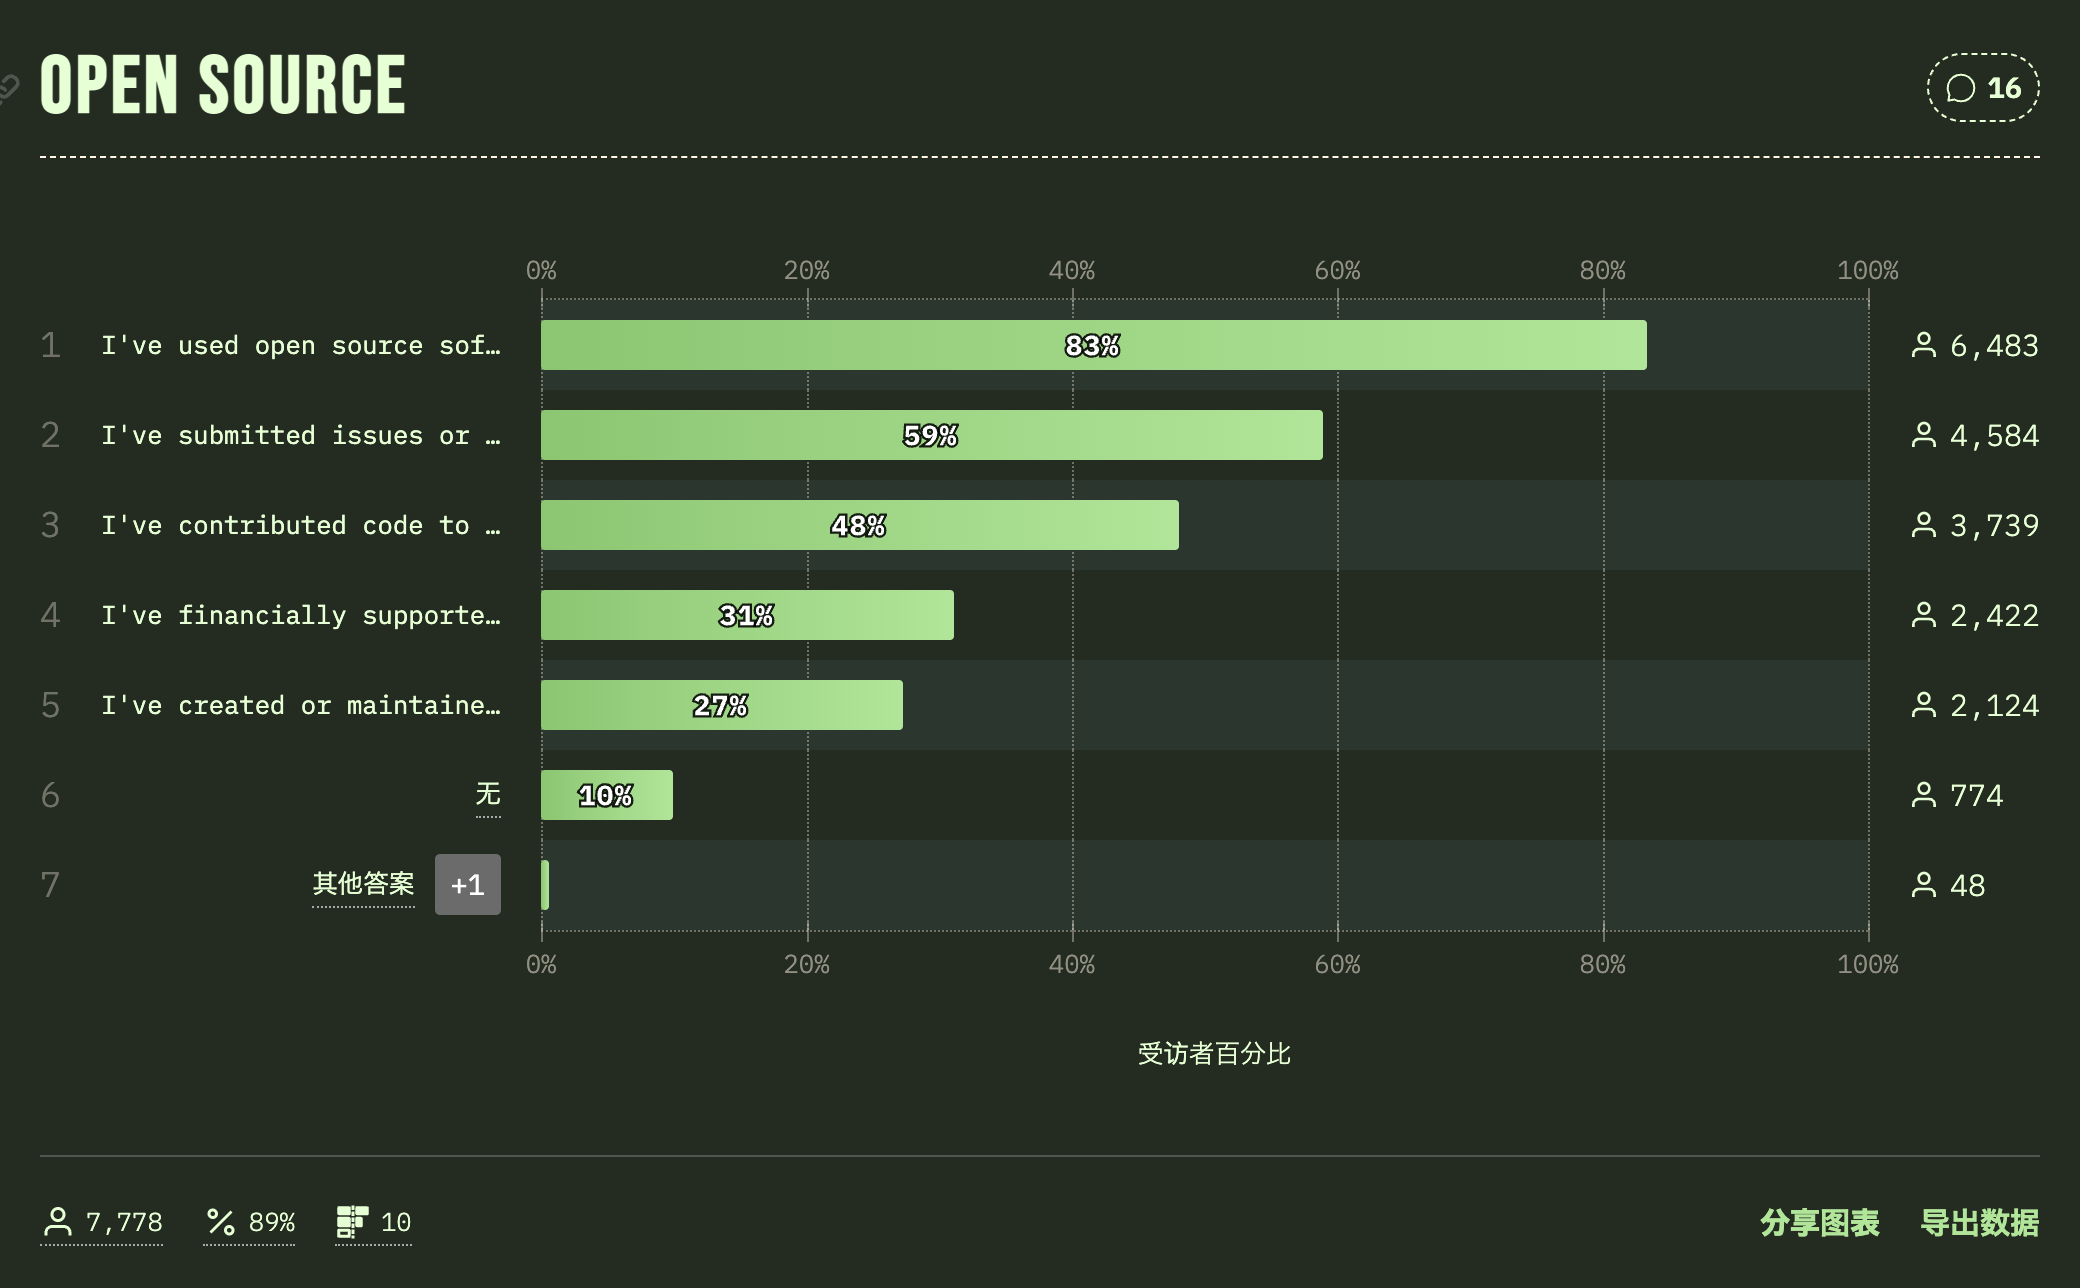 OPEN SOURCE
16
0% 20% 40% 60% 80% 100%
1 I've used open source sof… 83% 6,483
2 I've submitted issues or … 59% 4,584
3 I've contributed code to … 48% 3,739
4 I've financially supporte… 31% 2,422
5 I've created or maintaine… 27% 2,124
6 无 10% 774
7 其他答案 +1 48
0% 20% 40% 60% 80% 100%
受访者百分比
7,778 89% 10 分享图表 导出数据